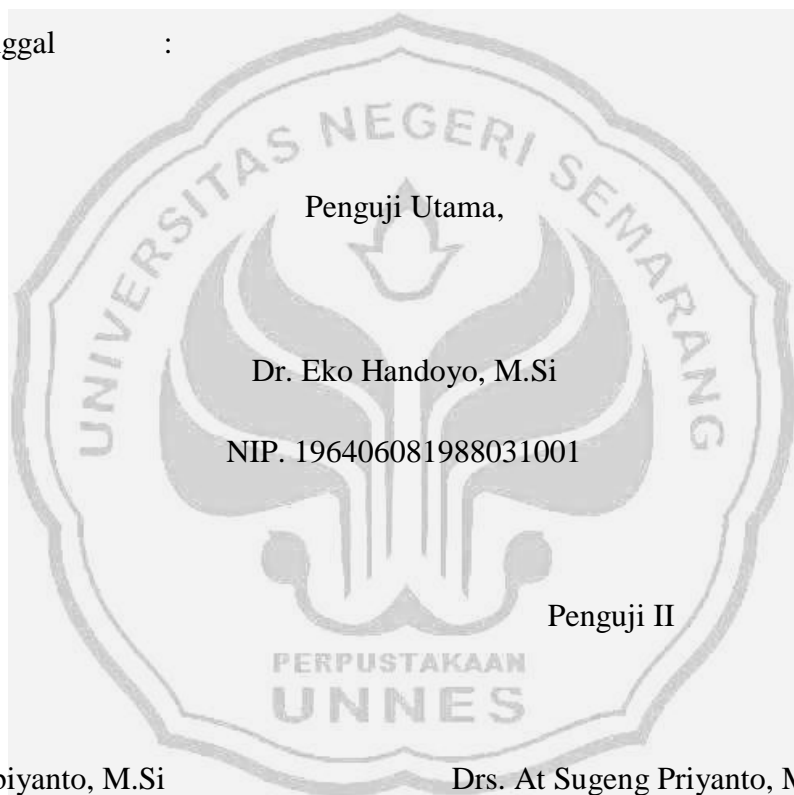 nggal :
UNIVERSITAS NEGERI SEMARANG
Penguji Utama,
Dr. Eko Handoyo, M.Si
NIP. 196406081988031001
Penguji II
PERPUSTAKAAN
UNNES
piyanto, M.Si Drs. At Sugeng Priyanto, M